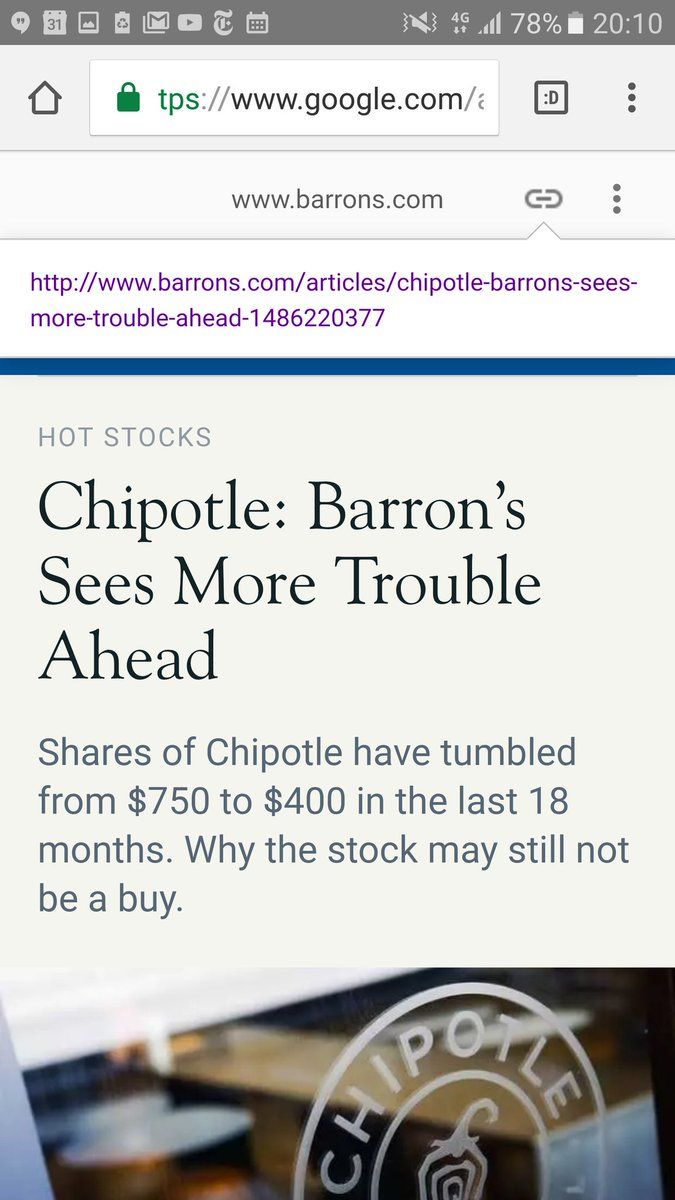 31 4G 78% 20:10
tps://www.google.com/a :D
www.barrons.com
http://www.barrons.com/articles/chipotle-barrons-sees-
more-trouble-ahead-1486220377
HOT STOCKS
Chipotle: Barron’s
Sees More Trouble
Ahead
Shares of Chipotle have tumbled
from $750 to $400 in the last 18
months. Why the stock may still not
be a buy.
CHIPOTLE